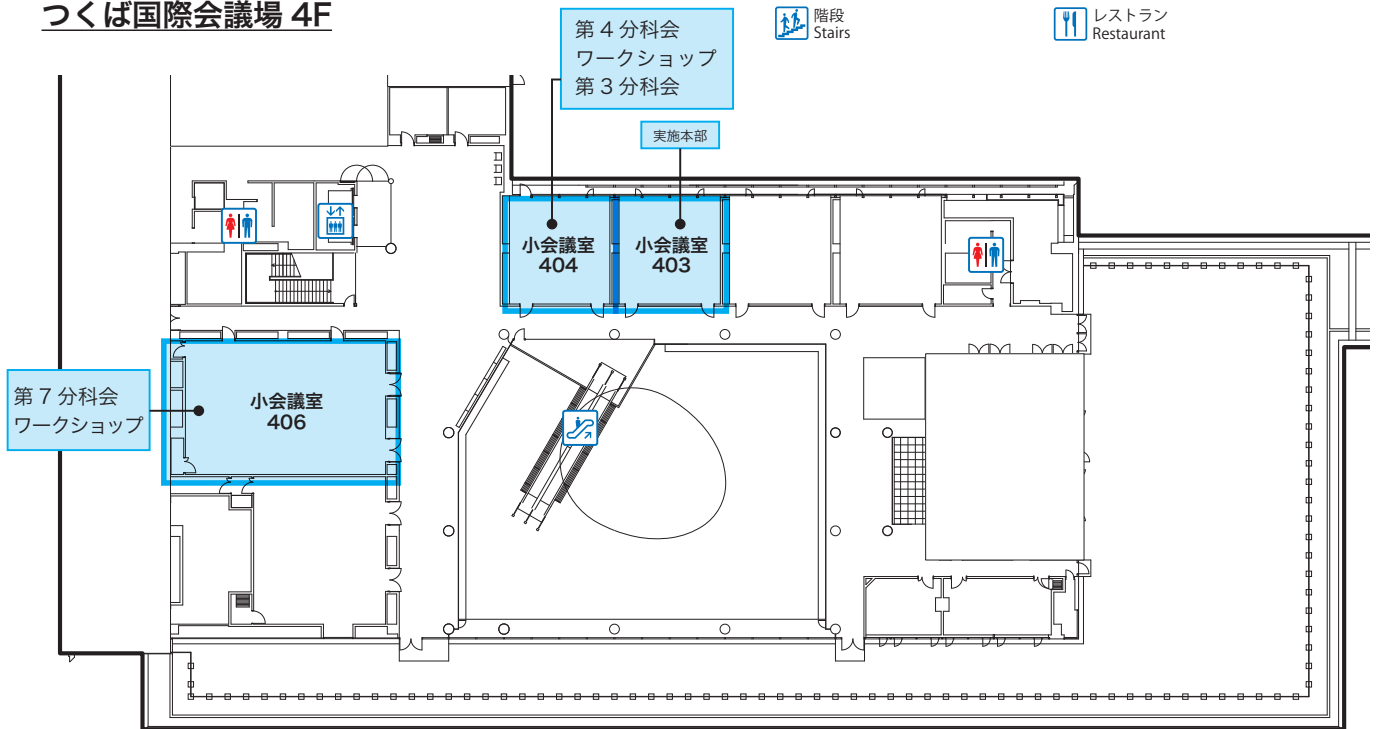 つくば国際会議場 4F
階段
Stairs
レストラン
Restaurant
第 4 分科会
ワークショップ
第 3 分科会
実施本部
小会議室
404
小会議室
403
第 7 分科会
ワークショップ
小会議室
406